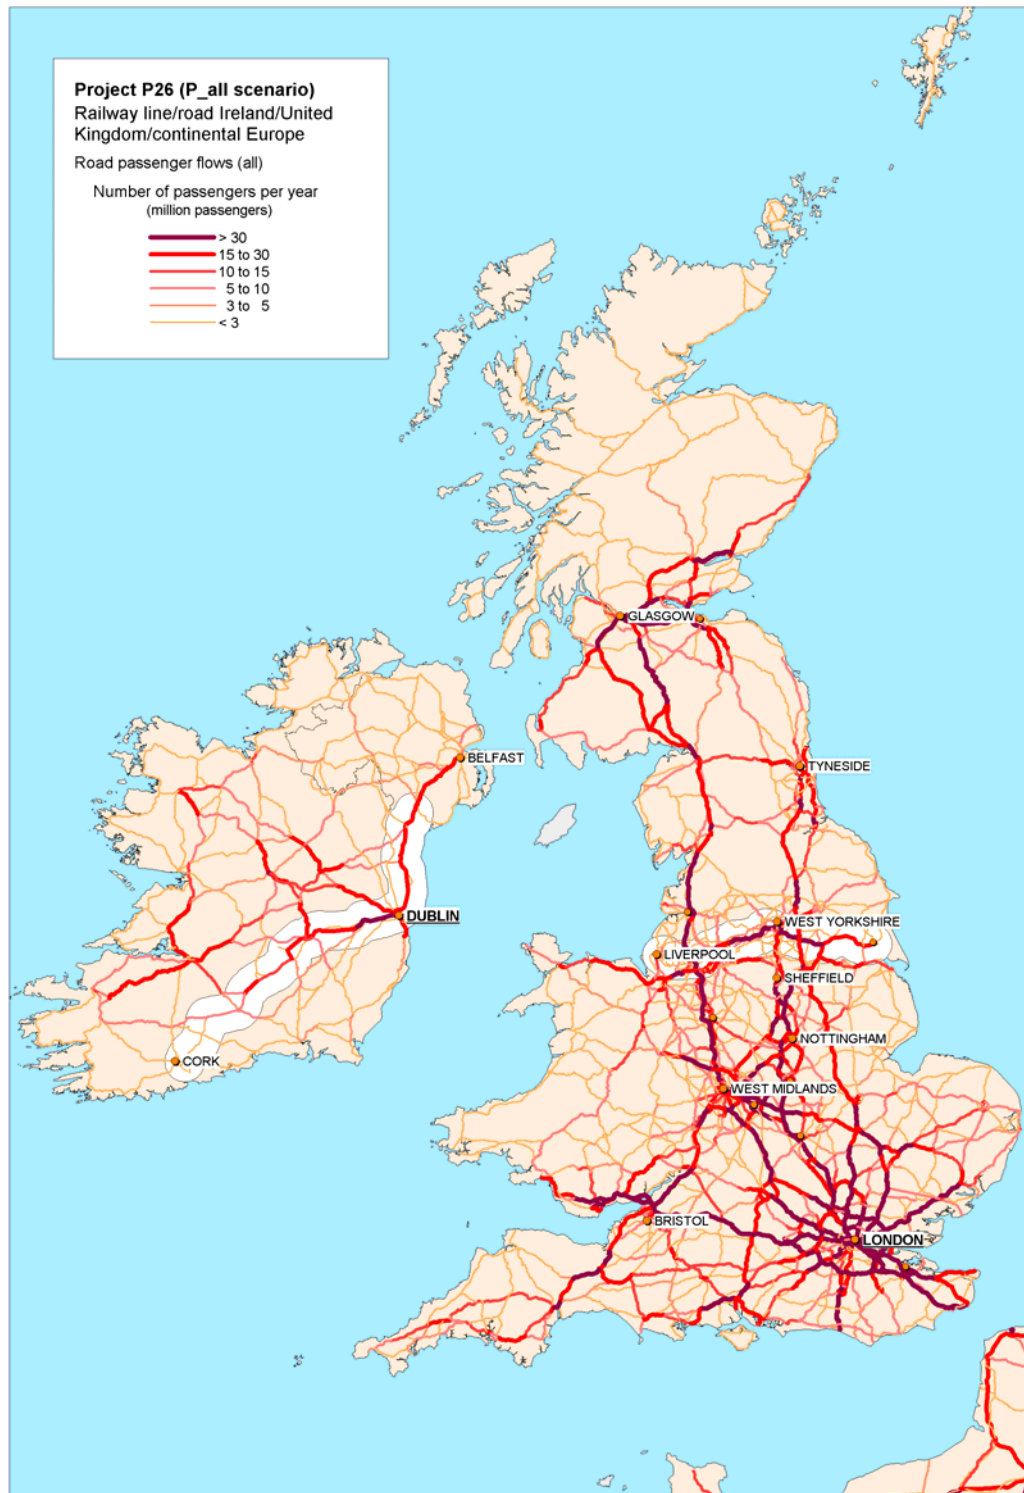 Project P26 (P_all scenario)
Railway line/road Ireland/United
Kingdom/continental Europe
Road passenger flows (all)
Number of passengers per year
(million passengers)
> 30
15 to 30
10 to 15
5 to 10
3 to 5
< 3
GLASGOW
BELFAST
TYNESIDE
DUBLIN
WEST YORKSHIRE
LIVERPOOL
SHEFFIELD
NOTTINGHAM
CORK
WEST MIDLANDS
BRISTOL
LONDON